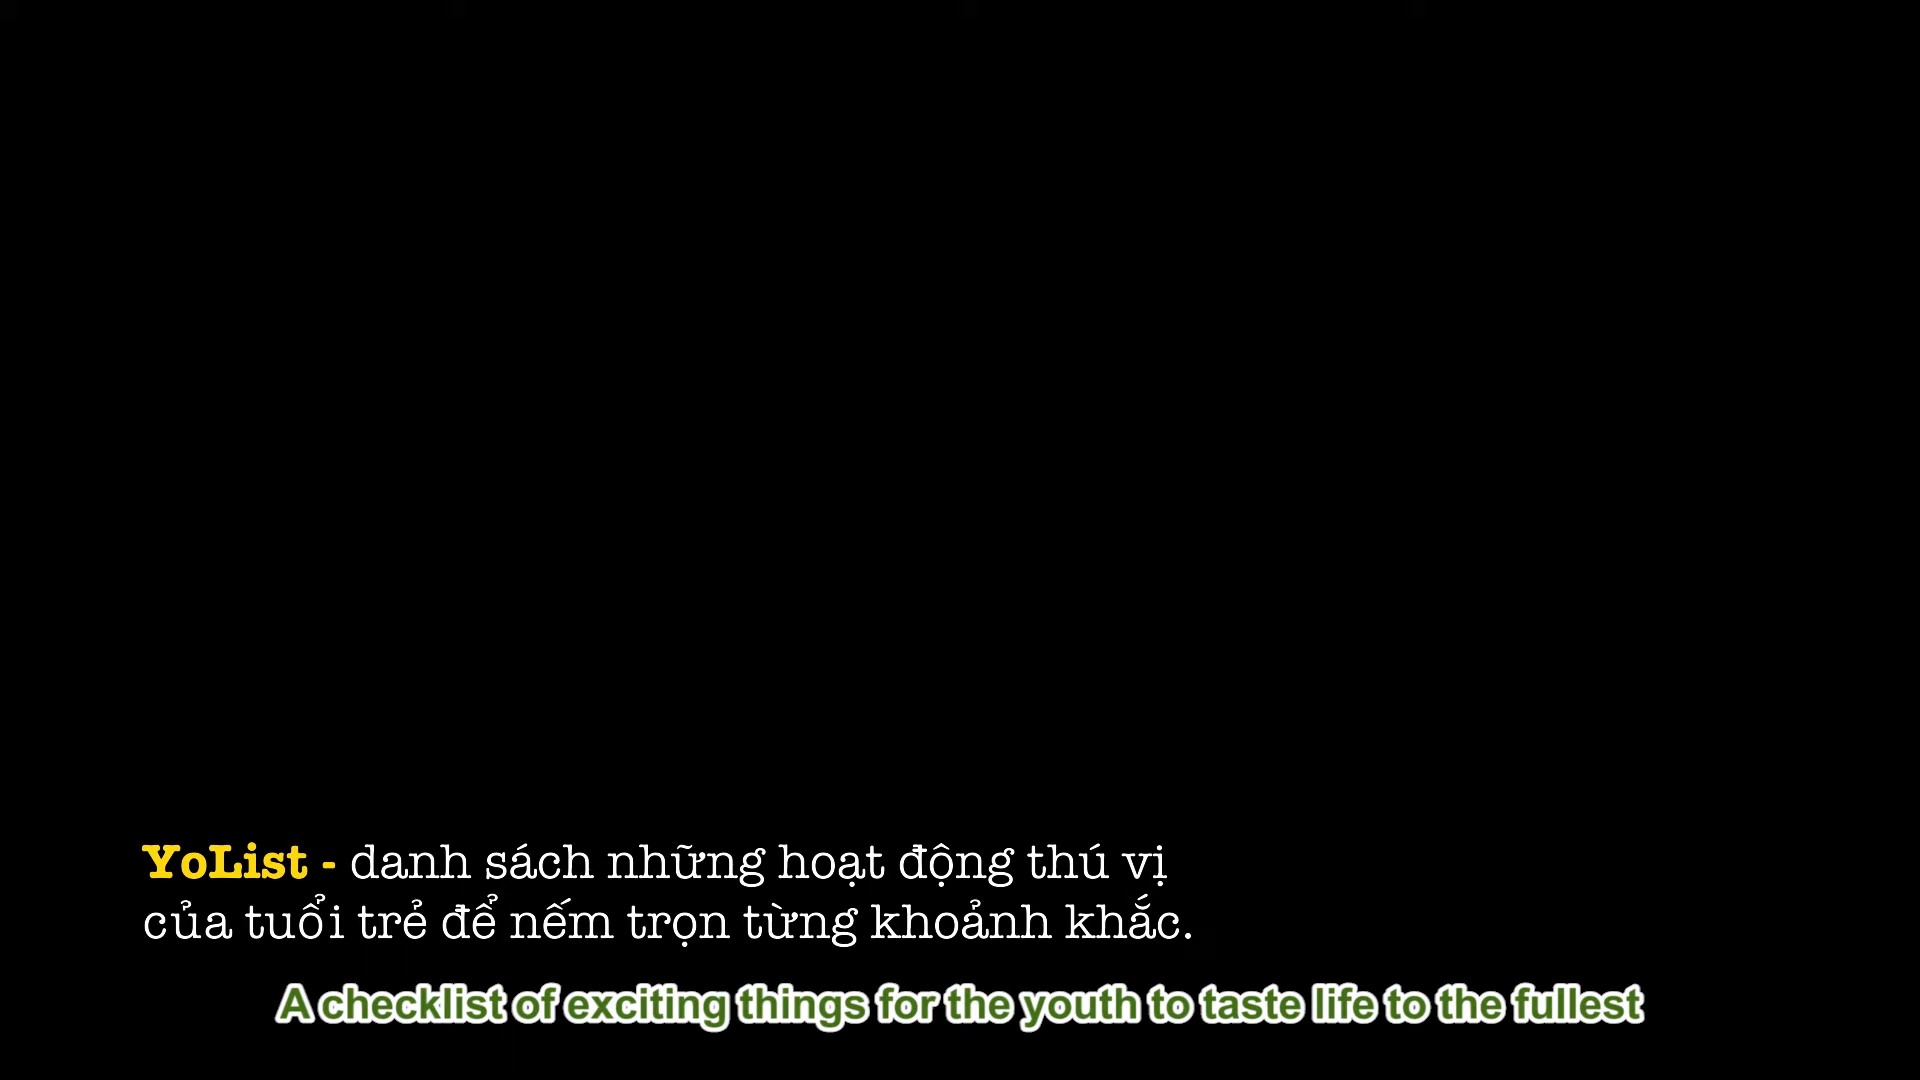 YoList - danh sách những hoạt động thú vị
của tuổi trẻ để nếm trọn từng khoảnh khắc.
A checklist of exciting things for the youth to taste life to the fullest